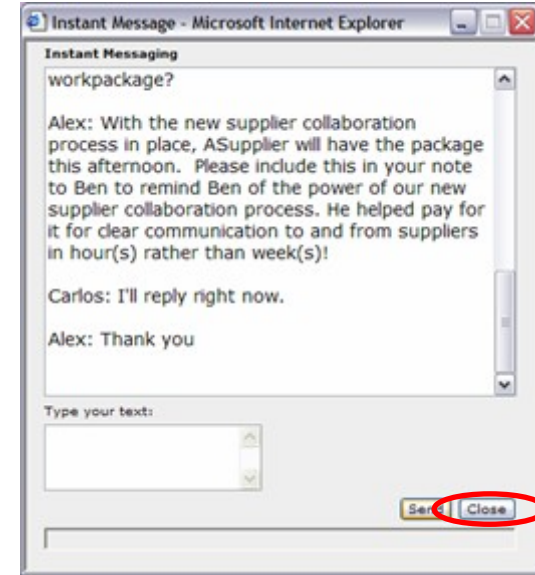 Instant Message - Microsoft Internet Explorer
Instant Messaging
workpackage?
Alex: With the new supplier collaboration
process in place, ASupplier will have the package
this afternoon. Please include this in your note
to Ben to remind Ben of the power of our new
supplier collaboration process. He helped pay for
it for clear communication to and from suppliers
in hour(s) rather than week(s)!
Carlos: I'll reply right now.
Alex: Thank you
Type your text:
Send Close